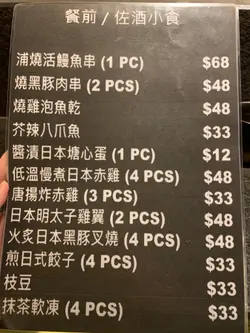 餐前 / 佐酒小食
浦燒活鰻魚串 (1 PC) $68
燒黑豚肉串 (2 PCS) $48
燒雞泡魚乾 $48
芥辣八爪魚 $33
醬漬日本塘心蛋 (1 PC) $12
低溫慢煮日本赤雞 (4 PCS) $48
唐揚炸赤雞 (3 PCS) $33
日本明太子雞翼 (2 PCS) $48
火炙日本黑豚叉燒 (4 PCS) $48
煎日式餃子 (4 PCS) $33
枝豆 $33
抹茶軟凍 (4 PCS) $33